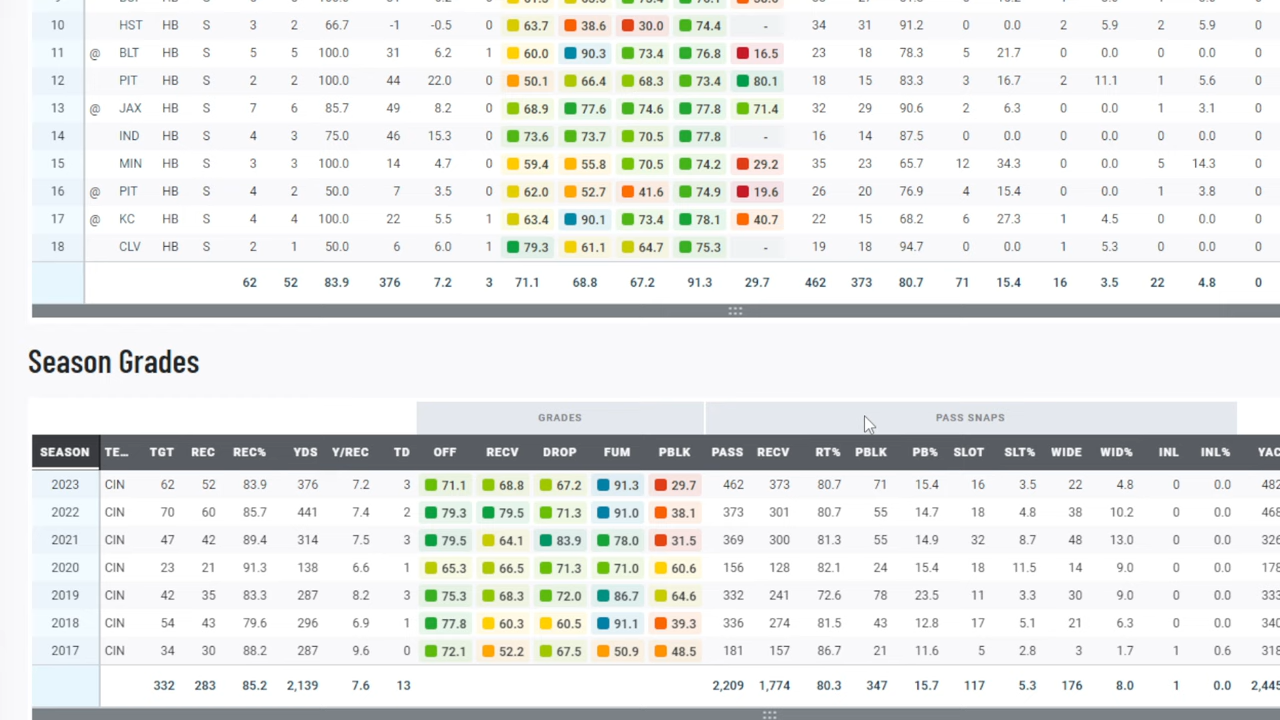 10 HST HB S 3 2 66.7 -1 -0.5 0 63.7 38.6 30.0 74.4 - 34 31 91.2 0 0.0 2 5.9 2 5.9 0
11 @ BLT HB S 5 5 100.0 31 6.2 1 60.0 90.3 73.4 76.8 16.5 23 18 78.3 5 21.7 0 0.0 0 0.0 0
12 PIT HB S 2 2 100.0 44 22.0 0 50.1 66.4 68.3 73.4 80.1 18 15 83.3 3 16.7 2 11.1 1 5.6 0
13 @ JAX HB S 7 6 85.7 49 8.2 0 68.9 77.6 74.6 77.8 71.4 32 29 90.6 2 6.3 0 0.0 1 3.1 0
14 IND HB S 4 3 75.0 46 15.3 0 73.6 73.7 70.5 77.8 - 16 14 87.5 0 0.0 0 0.0 0 0.0 0
15 MIN HB S 3 3 100.0 14 4.7 0 59.4 55.8 70.5 74.2 29.2 35 23 65.7 12 34.3 0 0.0 5 14.3 0
16 @ PIT HB S 4 2 50.0 7 3.5 0 62.0 52.7 41.6 74.9 19.6 26 20 76.9 4 15.4 0 0.0 1 3.8 0
17 @ KC HB S 4 4 100.0 22 5.5 1 63.4 90.1 73.4 78.1 40.7 22 15 68.2 6 27.3 1 4.5 0 0.0 0
18 CLV HB S 2 1 50.0 6 6.0 1 79.3 61.1 64.7 75.3 - 19 18 94.7 0 0.0 1 5.3 0 0.0 0
62 52 83.9 376 7.2 3 71.1 68.8 67.2 91.3 29.7 462 373 80.7 71 15.4 16 3.5 22 4.8 0
Season Grades
GRADES PASS SNAPS
SEASON TE... TGT REC REC% YDS Y/REC TD OFF RECV DROP FUM PBLK PASS RECV RT% PBLK PB% SLOT SLT% WIDE WID% INL INL% YAC
2023 CIN 62 52 83.9 376 7.2 3 71.1 68.8 67.2 91.3 29.7 462 373 80.7 71 15.4 16 3.5 22 4.8 0 0.0 482
2022 CIN 70 60 85.7 441 7.4 2 79.3 79.5 71.3 91.0 38.1 373 301 80.7 55 14.7 18 4.8 38 10.2 0 0.0 468
2021 CIN 47 42 89.4 314 7.5 3 79.5 64.1 83.9 78.0 31.5 369 300 81.3 55 14.9 32 8.7 48 13.0 0 0.0 326
2020 CIN 23 21 91.3 138 6.6 1 65.3 66.5 71.3 71.0 60.6 156 128 82.1 24 15.4 18 11.5 14 9.0 0 0.0 178
2019 CIN 42 35 83.3 287 8.2 3 75.3 68.3 72.0 86.7 64.6 332 241 72.6 78 23.5 11 3.3 30 9.0 0 0.0 333
2018 CIN 54 43 79.6 296 6.9 1 77.8 60.3 60.5 91.1 39.3 336 274 81.5 43 12.8 17 5.1 21 6.3 0 0.0 340
2017 CIN 34 30 88.2 287 9.6 0 72.1 52.2 67.5 50.9 48.5 181 157 86.7 21 11.6 5 2.8 3 1.7 1 0.6 318
332 283 85.2 2,139 7.6 13 2,209 1,774 80.3 347 15.7 117 5.3 176 8.0 1 0.0 2,445